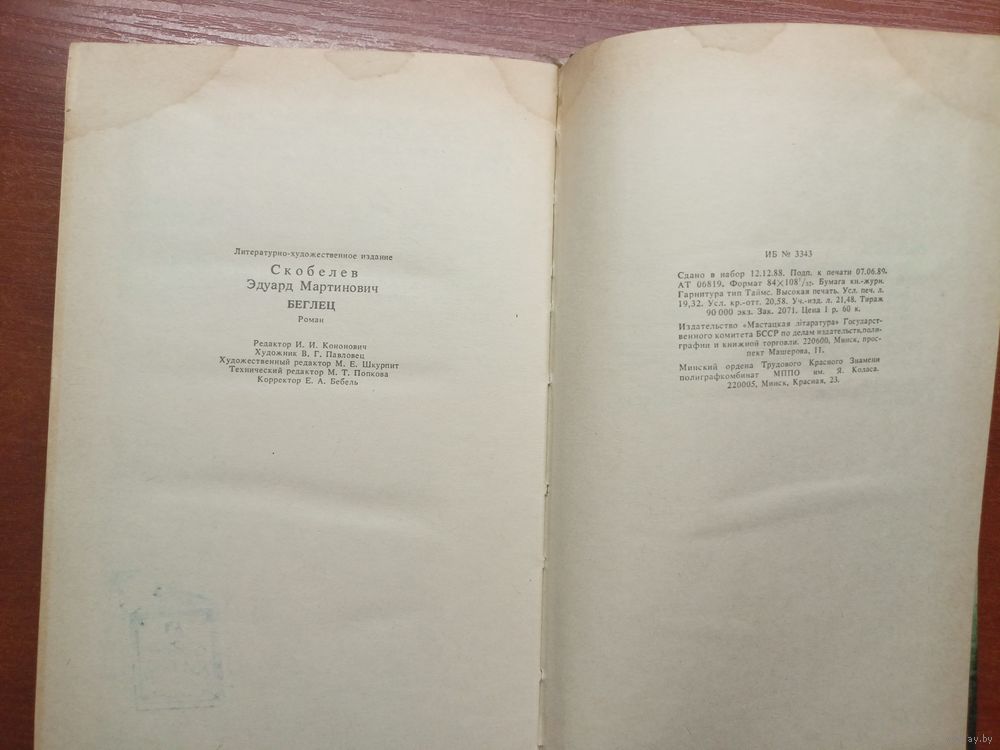 Литературно-художественное издание
Скобелев
Эдуард Мартинович
БЕГЛЕЦ
Роман
Редактор И. И. Кононович
Художник В. Г. Павловец
Художественный редактор М. Е. Шкурпит
Технический редактор М. Т. Попкова
Корректор Е. А. Бебель
ИБ № 3343
Сдано в набор 12.12.88. Подп. к печати 07.06.89.
АТ 06819. Формат 84×108¹/₃₂. Бумага кн.-журн.
Гарнитура тип Таймс. Высокая печать. Усл. печ. л.
19,32. Усл. кр.-отт. 20,58. Уч.-изд. л. 21,48. Тираж
90 000 экз. Зак. 2071. Цена 1 р. 60 к.
Издательство «Мастацкая літаратура» Государст-
венного комитета БССР по делам издательств, поли-
графии и книжной торговли. 220600, Минск, прос-
пект Машерова, 11.
Минский ордена Трудового Красного Знамени
полиграфкомбинат МППО им. Я. Коласа.
220005, Минск, Красная, 23.